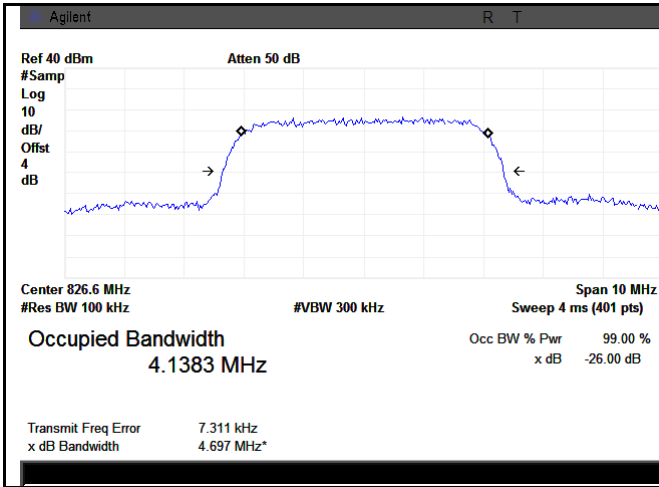 Agilent R T
Ref 40 dBm Atten 50 dB
#Samp
Log
10
dB/
Offst
4
dB
Center 826.6 MHz Span 10 MHz
#Res BW 100 kHz #VBW 300 kHz Sweep 4 ms (401 pts)
Occupied Bandwidth Occ BW % Pwr 99.00 %
4.1383 MHz x dB -26.00 dB
Transmit Freq Error 7.311 kHz
x dB Bandwidth 4.697 MHz*